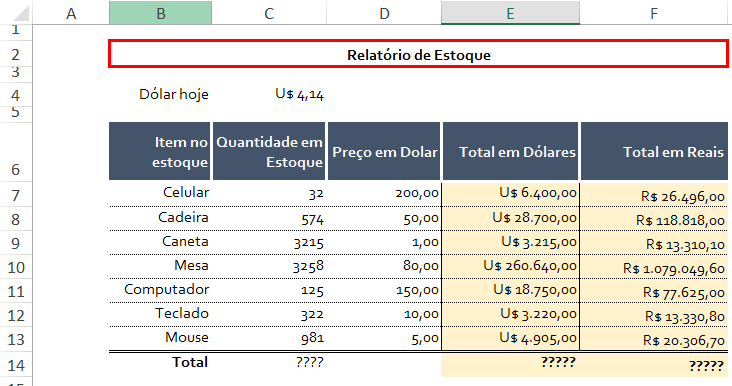 A B C D E F
1
2 Relatório de Estoque
3
4 Dólar hoje U$ 4,14
5
6 Item no estoque Quantidade em Estoque Preço em Dolar Total em Dólares Total em Reais
7 Celular 32 200,00 U$ 6.400,00 R$ 26.496,00
8 Cadeira 574 50,00 U$ 28.700,00 R$ 118.818,00
9 Caneta 3215 1,00 U$ 3.215,00 R$ 13.310,10
10 Mesa 3258 80,00 U$ 260.640,00 R$ 1.079.049,60
11 Computador 125 150,00 U$ 18.750,00 R$ 77.625,00
12 Teclado 322 10,00 U$ 3.220,00 R$ 13.330,80
13 Mouse 981 5,00 U$ 4.905,00 R$ 20.306,70
14 Total ???? ????? ?????